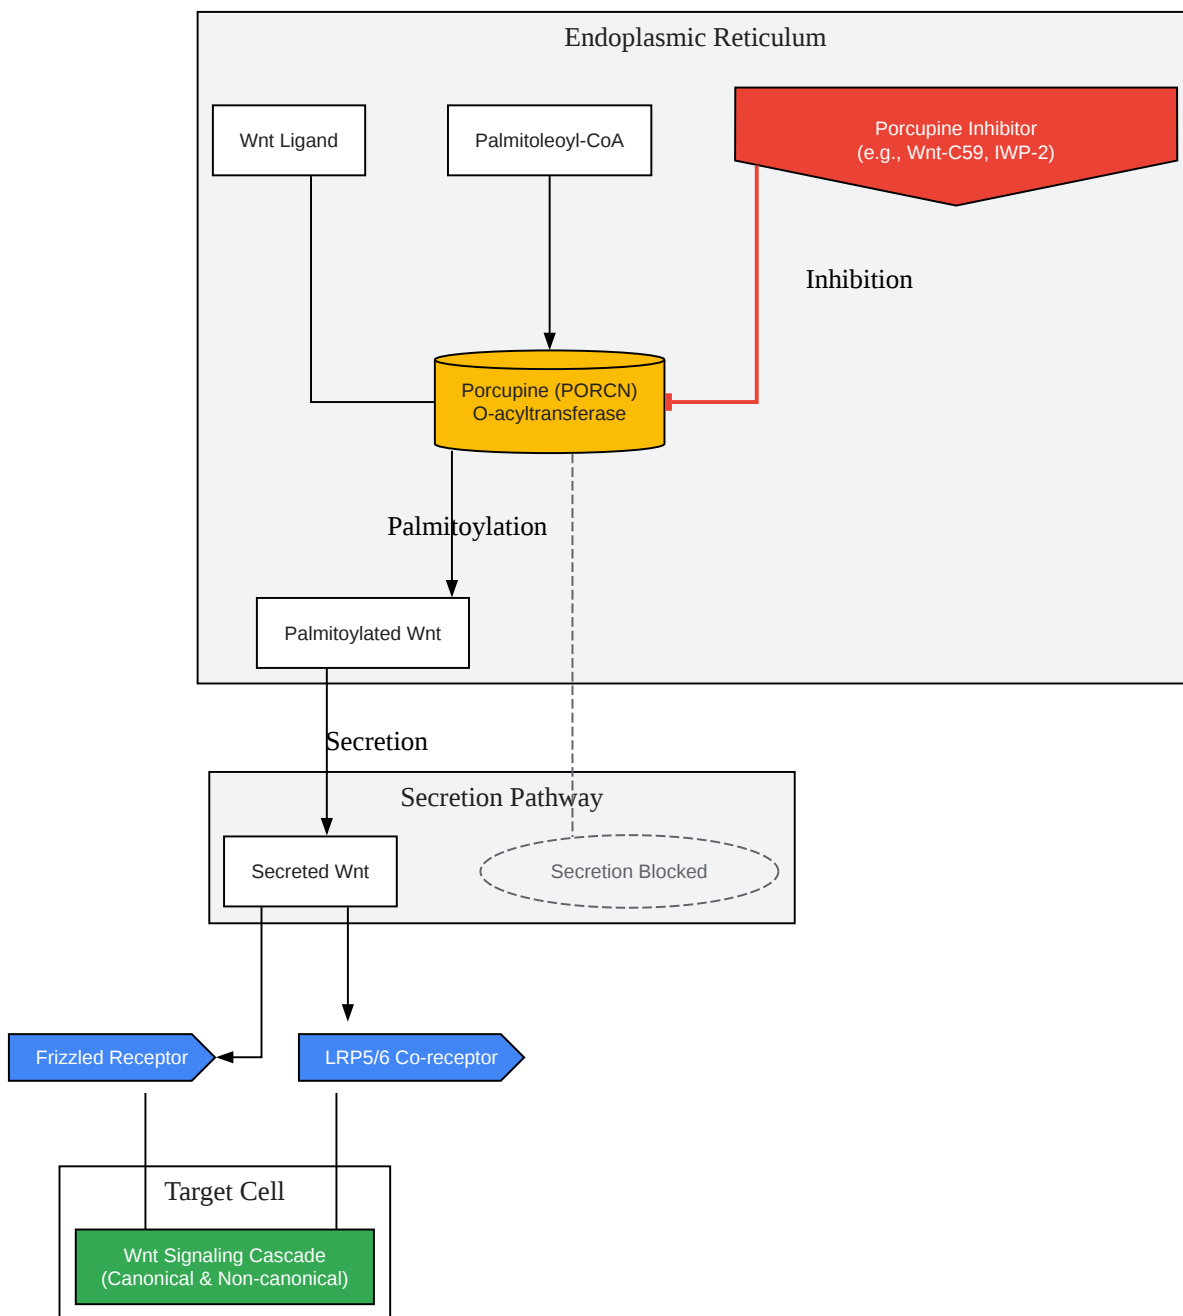 Endoplasmic Reticulum
Wnt Ligand
Palmitoleoyl-CoA
Porcupine Inhibitor
(e.g., Wnt-C59, IWP-2)
Inhibition
Porcupine (PORCN)
O-acyltransferase
Palmitoylation
Palmitoylated Wnt
Secretion
Secretion Pathway
Secreted Wnt
Secretion Blocked
Frizzled Receptor
LRP5/6 Co-receptor
Target Cell
Wnt Signaling Cascade
(Canonical & Non-canonical)